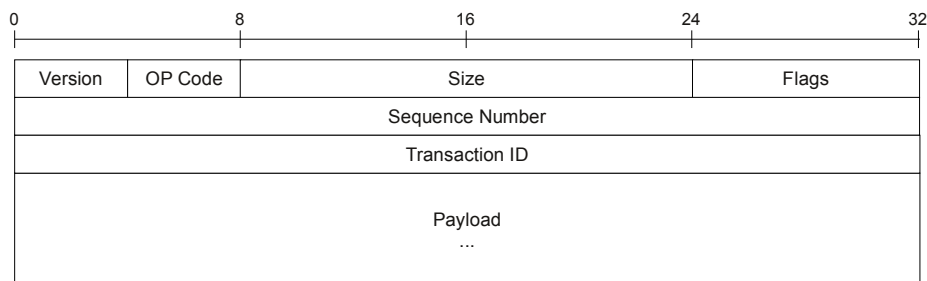 0 8 16 24 32
Version OP Code Size Flags
Sequence Number
Transaction ID
Payload
...